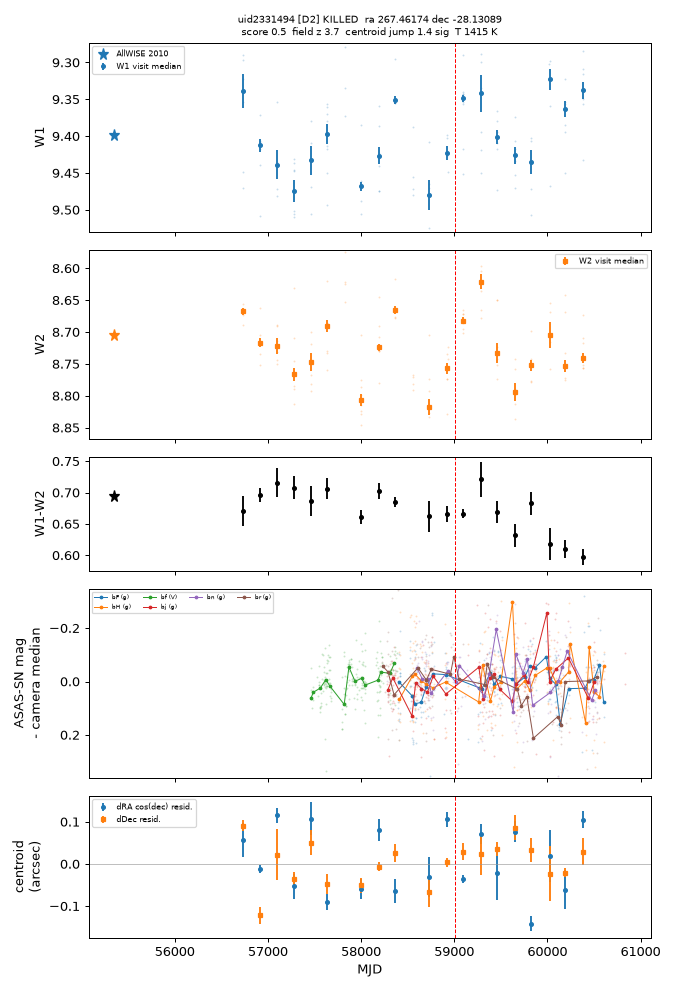 uid2331494 [D2] KILLED  ra 267.46174 dec -28.13089
score 0.5  field z 3.7  centroid jump 1.4 sig  T 1415 K
AllWISE 2010
W1 visit median
W1
9.30
9.35
9.40
9.45
9.50
W2 visit median
W2
8.60
8.65
8.70
8.75
8.80
8.85
W1-W2
0.75
0.70
0.65
0.60
bF (g)
bH (g)
bf (V)
bj (g)
bn (g)
br (g)
ASAS-SN mag
- camera median
−0.2
0.0
0.2
dRA cos(dec) resid.
dDec resid.
centroid
(arcsec)
0.1
0.0
−0.1
56000
57000
58000
59000
60000
61000
MJD